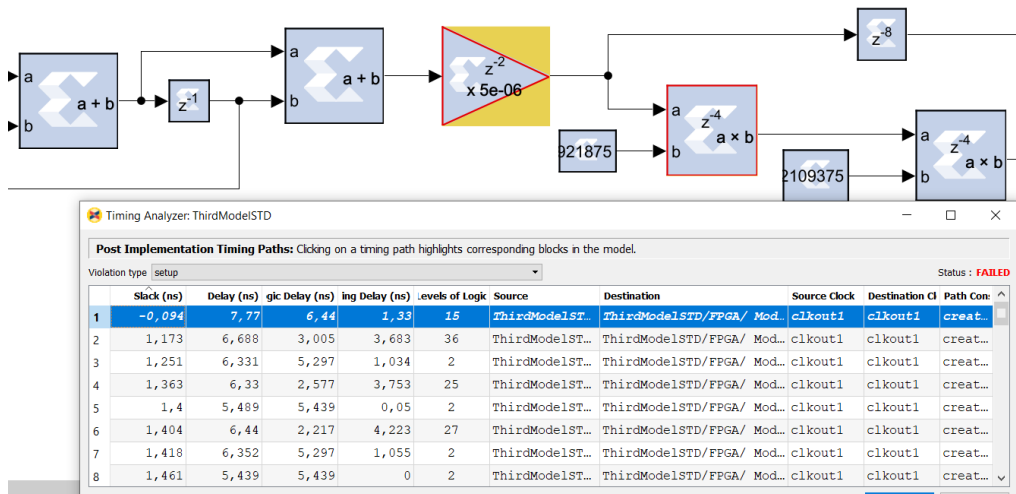 z-8
a
b
a + b
z-1
a
b
a + b
z-2
x 5e-06
a
b
z-4
a × b
921875
a
b
z-4
a × b
2109375
Timing Analyzer: ThirdModelSTD
Post Implementation Timing Paths: Clicking on a timing path highlights corresponding blocks in the model.
Violation type setup Status : FAILED
Slack (ns) Delay (ns) gic Delay (ns) ing Delay (ns) Levels of Logic Source Destination Source Clock Destination Cl Path Con
1 -0,094 7,77 6,44 1,33 15 ThirdModelST... ThirdModelSTD/FPGA/ Mod... clkout1 clkout1 creat...
2 1,173 6,688 3,005 3,683 36 ThirdModelST... ThirdModelSTD/FPGA/ Mod... clkout1 clkout1 creat...
3 1,251 6,331 5,297 1,034 2 ThirdModelST... ThirdModelSTD/FPGA/ Mod... clkout1 clkout1 creat...
4 1,363 6,33 2,577 3,753 25 ThirdModelST... ThirdModelSTD/FPGA/ Mod... clkout1 clkout1 creat...
5 1,4 5,489 5,439 0,05 2 ThirdModelST... ThirdModelSTD/FPGA/ Mod... clkout1 clkout1 creat...
6 1,404 6,44 2,217 4,223 27 ThirdModelST... ThirdModelSTD/FPGA/ Mod... clkout1 clkout1 creat...
7 1,418 6,352 5,297 1,055 2 ThirdModelST... ThirdModelSTD/FPGA/ Mod... clkout1 clkout1 creat...
8 1,461 5,439 5,439 0 2 ThirdModelST... ThirdModelSTD/FPGA/ Mod... clkout1 clkout1 creat...